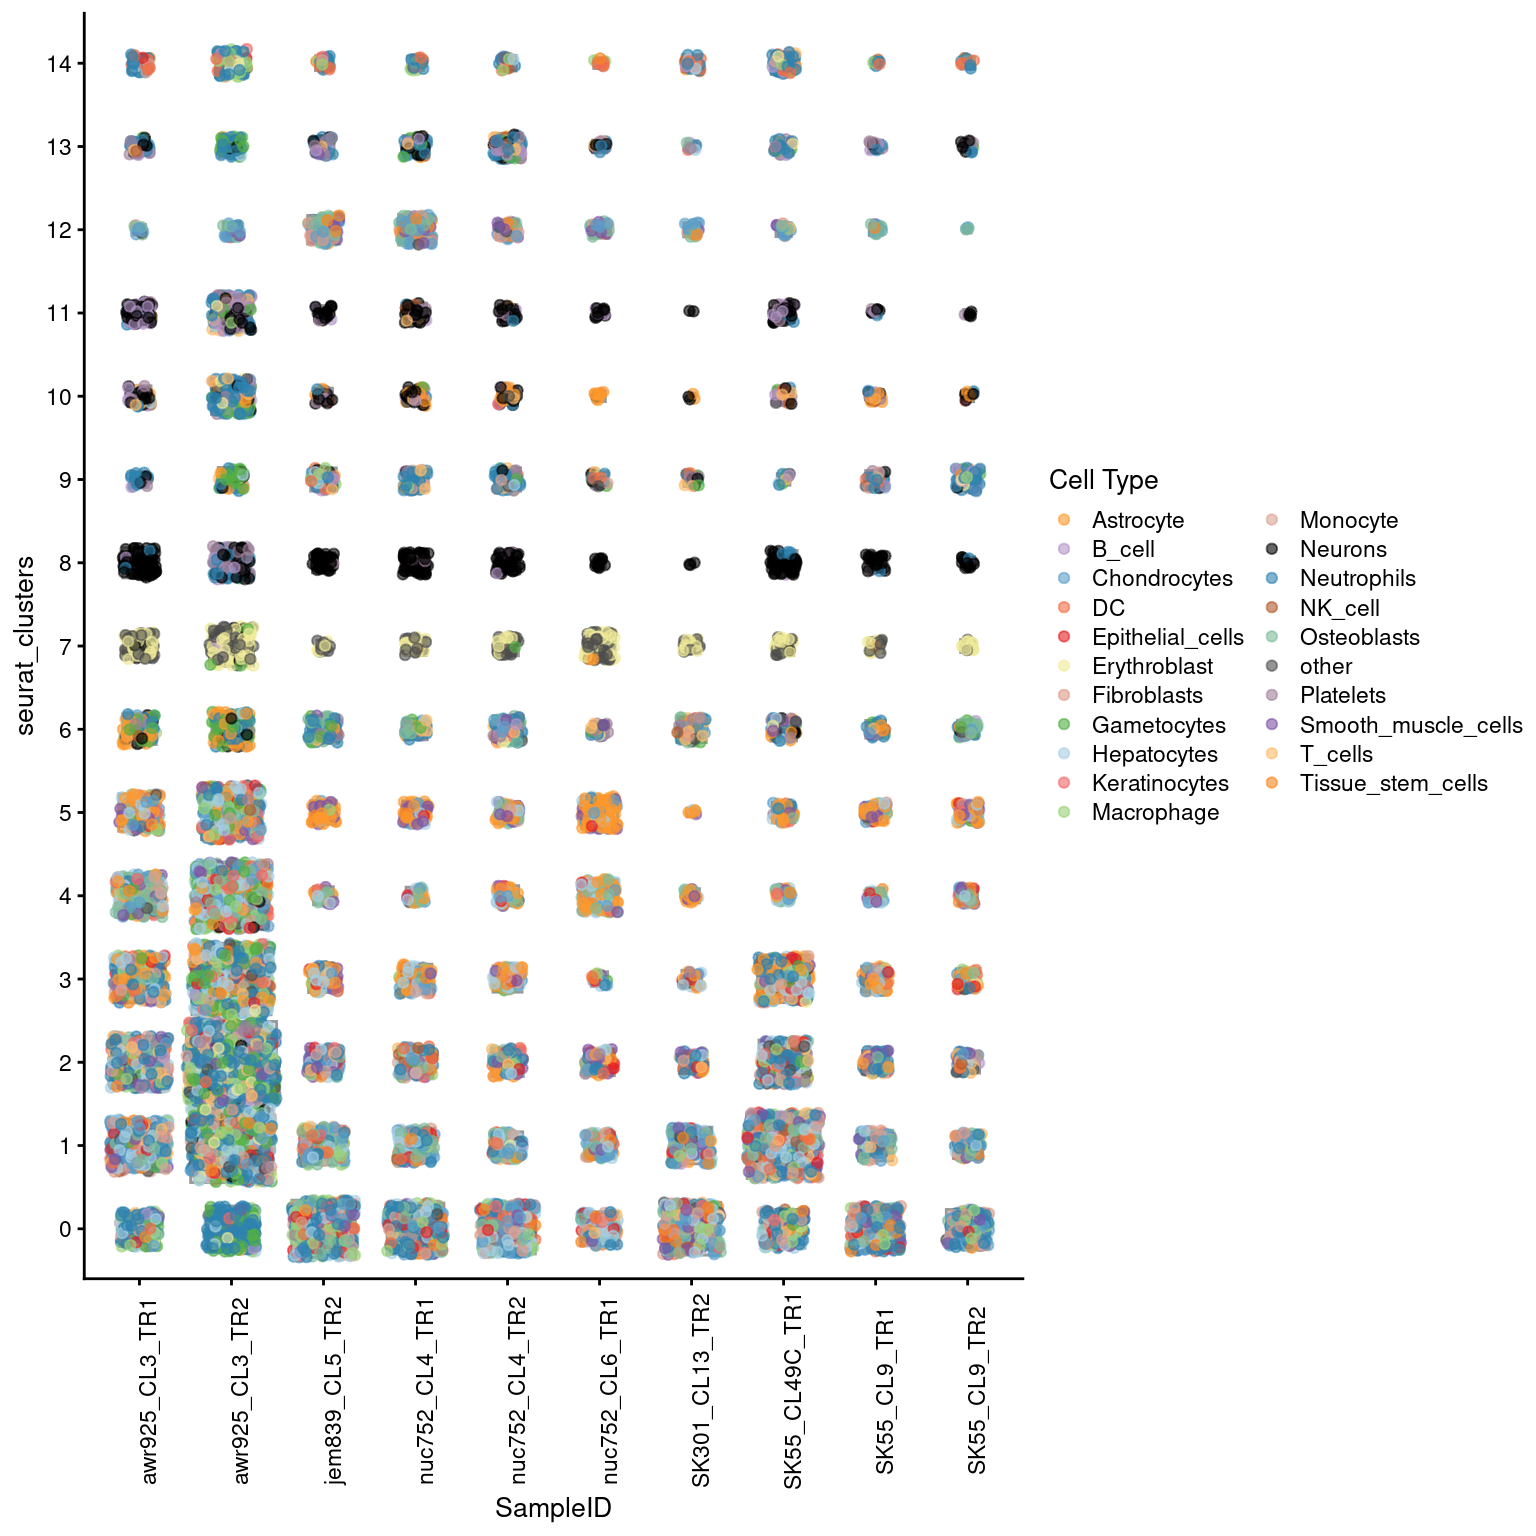 seurat_clusters
14
13
12
11
10
9
8
7
6
5
4
3
2
1
0
awr925_CL3_TR1
awr925_CL3_TR2
jem839_CL5_TR2
nuc752_CL4_TR1
nuc752_CL4_TR2
nuc752_CL6_TR1
SK301_CL13_TR2
SK55_CL49C_TR1
SK55_CL9_TR1
SK55_CL9_TR2
SampleID
Cell Type
Astrocyte
B_cell
Chondrocytes
DC
Epithelial_cells
Erythroblast
Fibroblasts
Gametocytes
Hepatocytes
Keratinocytes
Macrophage
Monocyte
Neurons
Neutrophils
NK_cell
Osteoblasts
other
Platelets
Smooth_muscle_cells
T_cells
Tissue_stem_cells